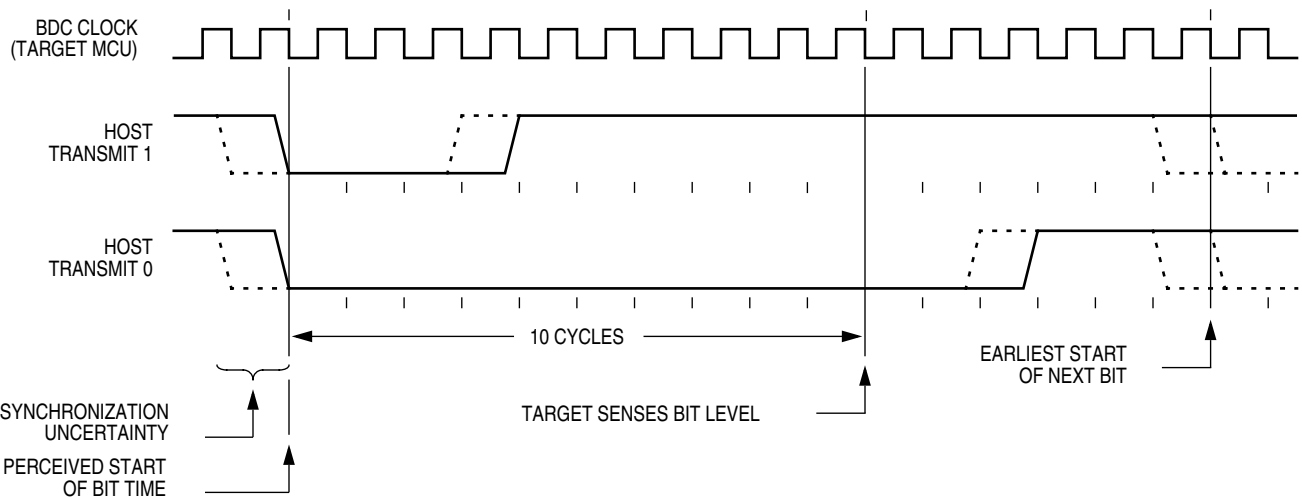 BDC CLOCK
(TARGET MCU)
HOST
TRANSMIT 1
HOST
TRANSMIT 0
10 CYCLES
EARLIEST START
OF NEXT BIT
SYNCHRONIZATION
UNCERTAINTY
TARGET SENSES BIT LEVEL
PERCEIVED START
OF BIT TIME